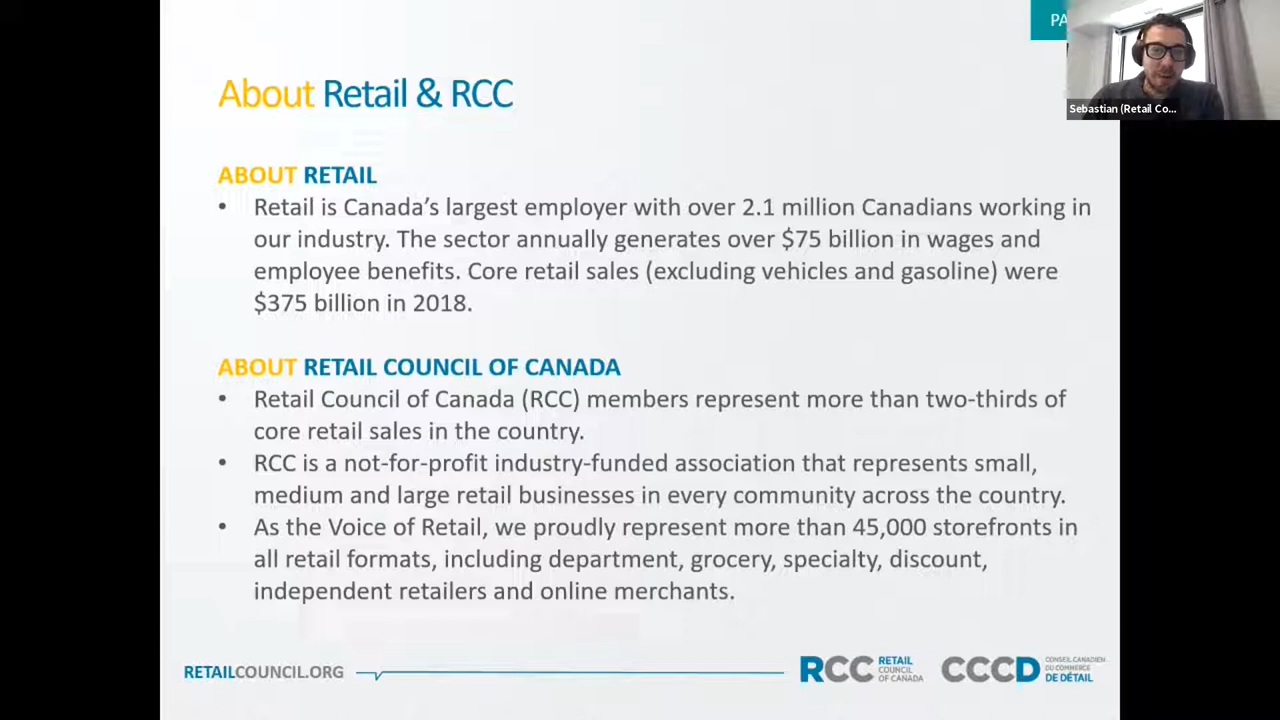 PA
About Retail & RCC
Sebastian (Retail Co...
ABOUT RETAIL
• Retail is Canada's largest employer with over 2.1 million Canadians working in
our industry. The sector annually generates over $75 billion in wages and
employee benefits. Core retail sales (excluding vehicles and gasoline) were
$375 billion in 2018.
ABOUT RETAIL COUNCIL OF CANADA
• Retail Council of Canada (RCC) members represent more than two-thirds of
core retail sales in the country.
• RCC is a not-for-profit industry-funded association that represents small,
medium and large retail businesses in every community across the country.
• As the Voice of Retail, we proudly represent more than 45,000 storefronts in
all retail formats, including department, grocery, specialty, discount,
independent retailers and online merchants.
RETAILCOUNCIL.ORG
RCC RETAIL
COUNCIL
OF CANADA
CCCD CONSEIL CANADIEN
DU COMMERCE
DE DÉTAIL